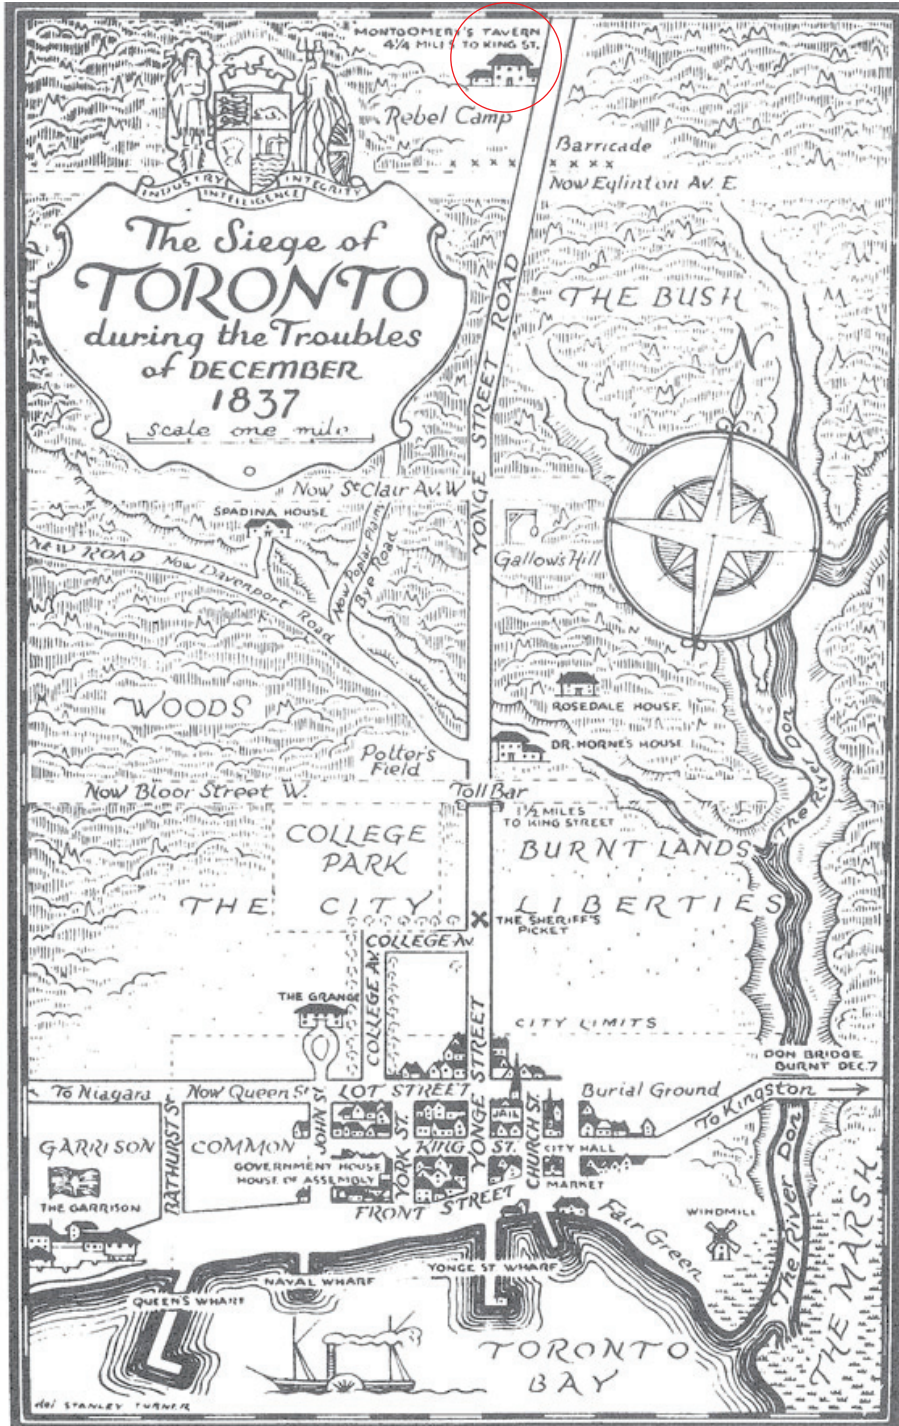 MONTGOMERY'S TAVERN
4¼ MILES TO KING ST.
Rebel Camp
Barricade
Now Eglinton Av. E.
INDUSTRY
INTELLIGENCE
INTEGRITY
The Siege of
TORONTO
during the Troubles
of DECEMBER
1837
scale one mile
THE BUSH
N
YONGE STREET ROAD
Now St Clair Av. W
SPADINA HOUSE
NEW ROAD Now Davenport Road
Now Poplar Plains
Bye Road
Gallows Hill
WOODS
ROSEDALE HOUSE.
DR. HORNE'S HOUSE
Potter's
Field
The River Don
Now Bloor Street W.
Toll Bar
1½ MILES
TO KING STREET
COLLEGE
PARK
BURNT LANDS
THE CITY LIBERTIES
THE SHERIFF'S
PICKET
COLLEGE AV.
COLLEGE AV.
THE GRANGE
YONGE STREET
CITY LIMITS
DON BRIDGE
BURNT DEC. 7
To Niagara
Now Queen St
LOT STREET
Burial Ground
To Kingston
BATHURST ST
JOHN ST
YORK ST.
YONGE ST.
JAIL
CHURCH ST.
GARRISON COMMON
KING ST.
CITY HALL
GOVERNMENT HOUSE
HOUSE OF ASSEMBLY
MARKET
THE GARRISON
FRONT STREET
Fair Green
WINDMILL
The River Don
THE MARSH
QUEEN'S WHARF
NAVAL WHARF
YONGE ST WHARF
TORONTO
BAY
del STANLEY TURNER